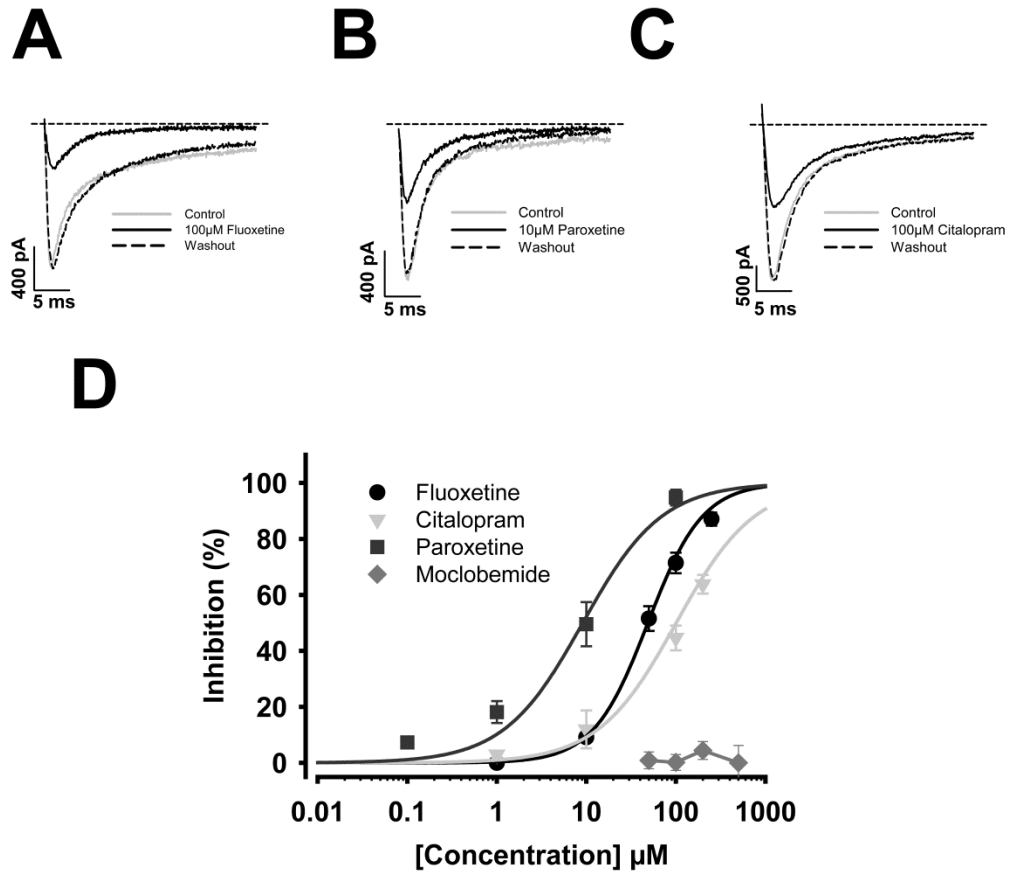 A
B
C
Control
100µM Fluoxetine
Washout
400 pA
5 ms
Control
10µM Paroxetine
Washout
400 pA
5 ms
Control
100µM Citalopram
Washout
500 pA
5 ms
D
Inhibition (%)
100
80
60
40
20
0
Fluoxetine
Citalopram
Paroxetine
Moclobemide
0.01 0.1 1 10 100 1000
[Concentration] µM